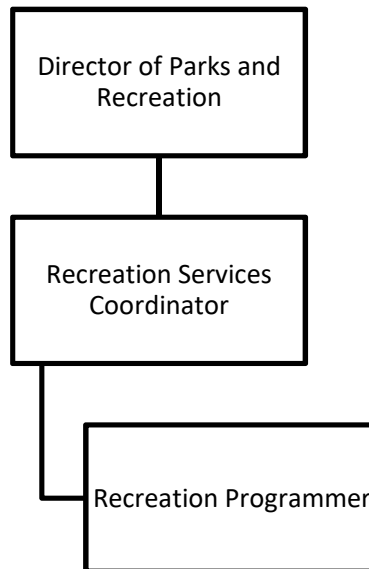 Director of Parks and
Recreation
Recreation Services
Coordinator
Recreation Programmer